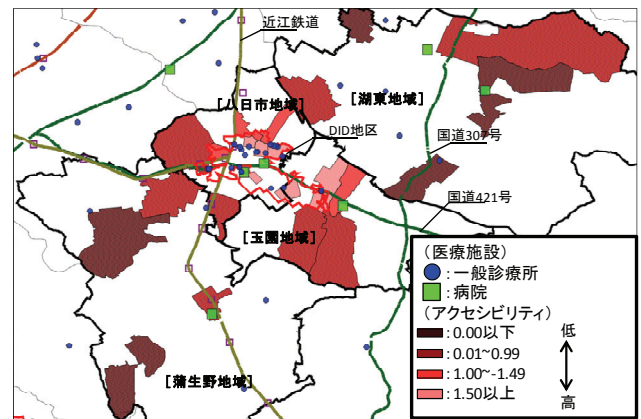 近江鉄道
[八日市地域]
[湖東地域]
DID地区
国道307号
国道421号
[玉園地域]
[蒲生野地域]
(医療施設)
:一般診療所
:病院
(アクセシビリティ)
:0.00以下
低
:0.01~0.99
:1.00~-1.49
:1.50以上
高